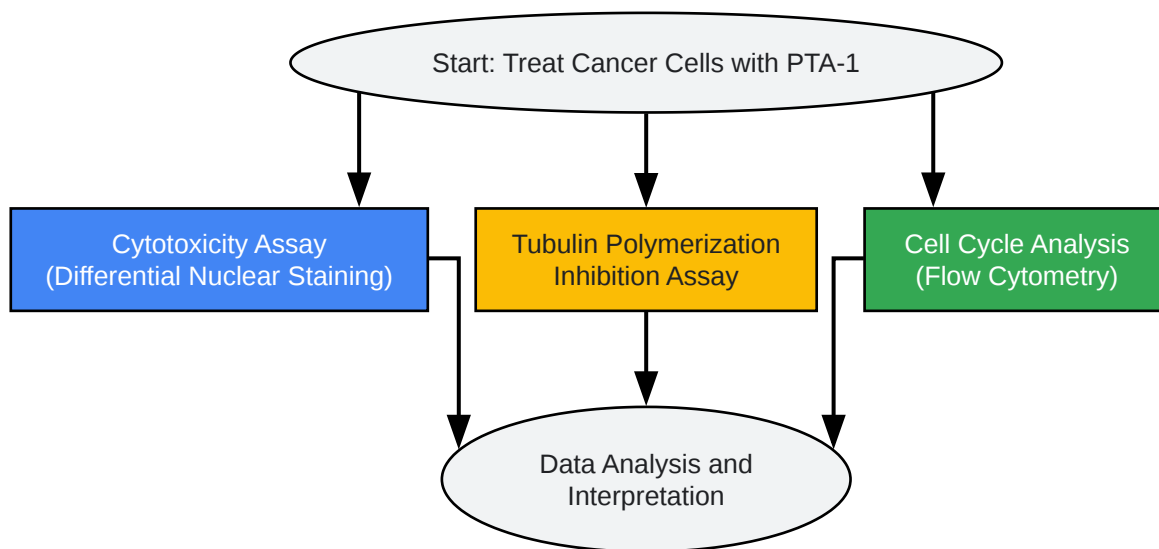 Start: Treat Cancer Cells with PTA-1
Cytotoxicity Assay
(Differential Nuclear Staining)
Tubulin Polymerization
Inhibition Assay
Cell Cycle Analysis
(Flow Cytometry)
Data Analysis and
Interpretation